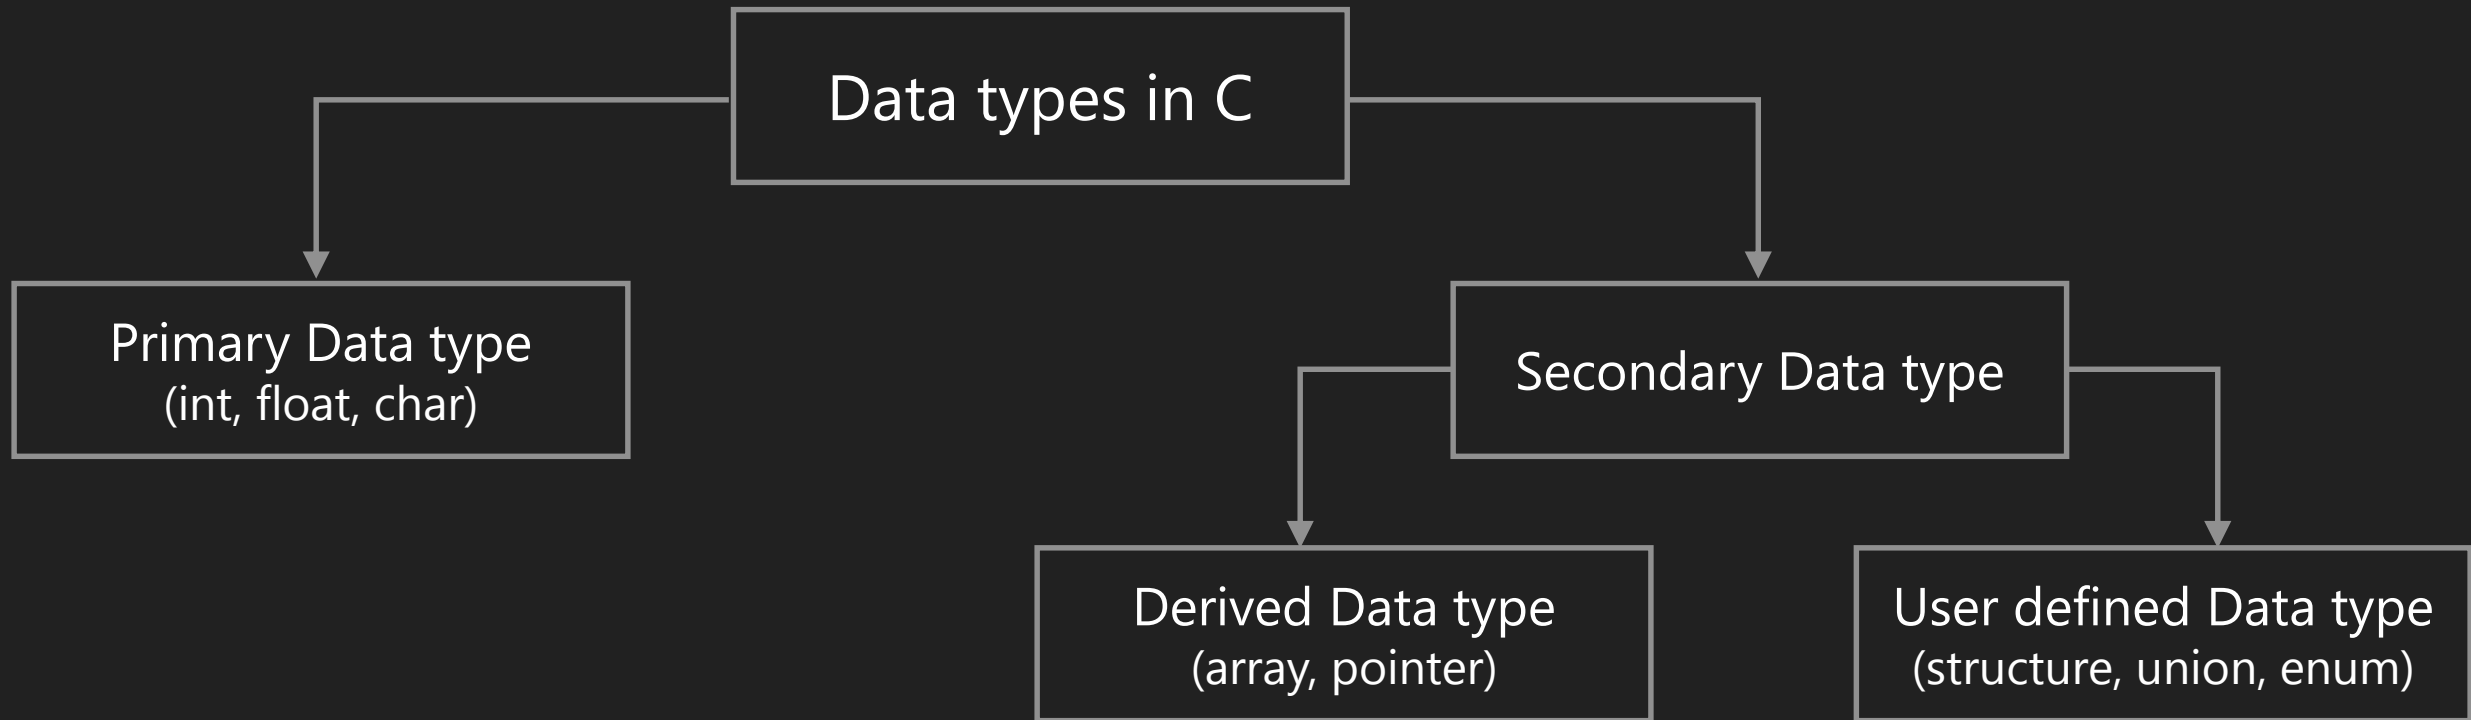 Data types in C
Primary Data type
(int, float, char)
Secondary Data type
Derived Data type
(array, pointer)
User defined Data type
(structure, union, enum)